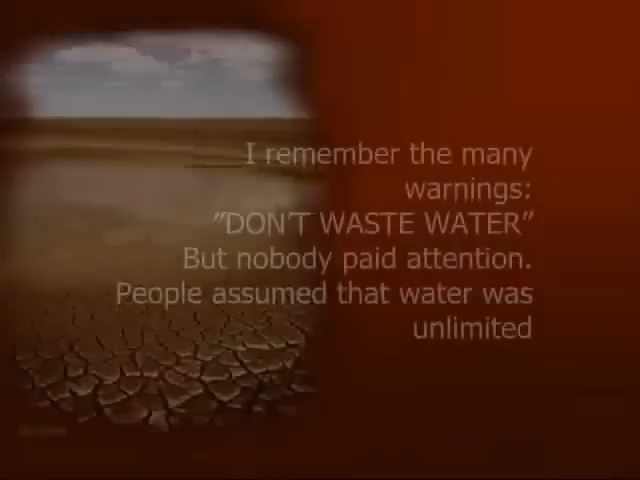 I remember the many
warnings:
”DON’T WASTE WATER”
But nobody paid attention.
People assumed that water was
unlimited